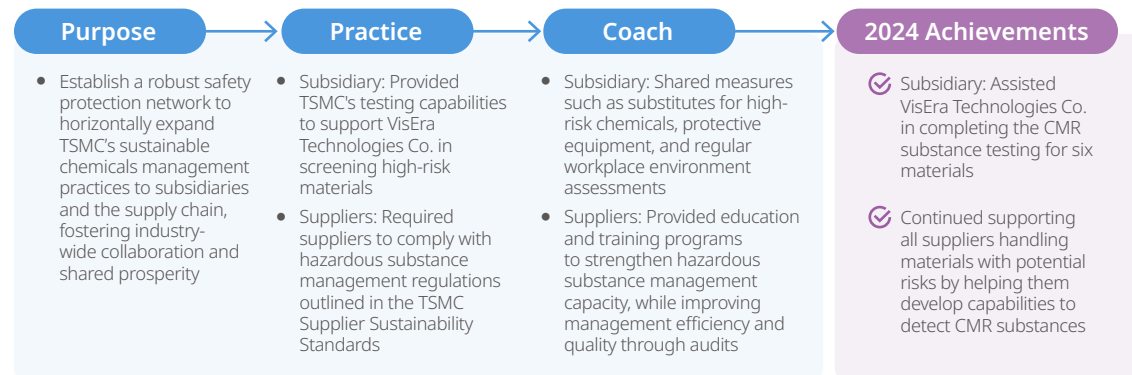 Purpose
Establish a robust safety
protection network to
horizontally expand
TSMC's sustainable
chemicals management
practices to subsidiaries
and the supply chain,
fostering industry-
wide collaboration and
shared prosperity
Practice
Subsidiary: Provided
TSMC's testing capabilities
to support VisEra
Technologies Co. in
screening high-risk
materials
Suppliers: Required
suppliers to comply with
hazardous substance
management regulations
outlined in the TSMC
Supplier Sustainability
Standards
Coach
Subsidiary: Shared measures
such as substitutes for high-
risk chemicals, protective
equipment, and regular
workplace environment
assessments
Suppliers: Provided education
and training programs
to strengthen hazardous
substance management
capacity, while improving
management efficiency and
quality through audits
2024 Achievements
Subsidiary: Assisted
VisEra Technologies Co.
in completing the CMR
substance testing for six
materials
Continued supporting
all suppliers handling
materials with potential
risks by helping them
develop capabilities to
detect CMR substances